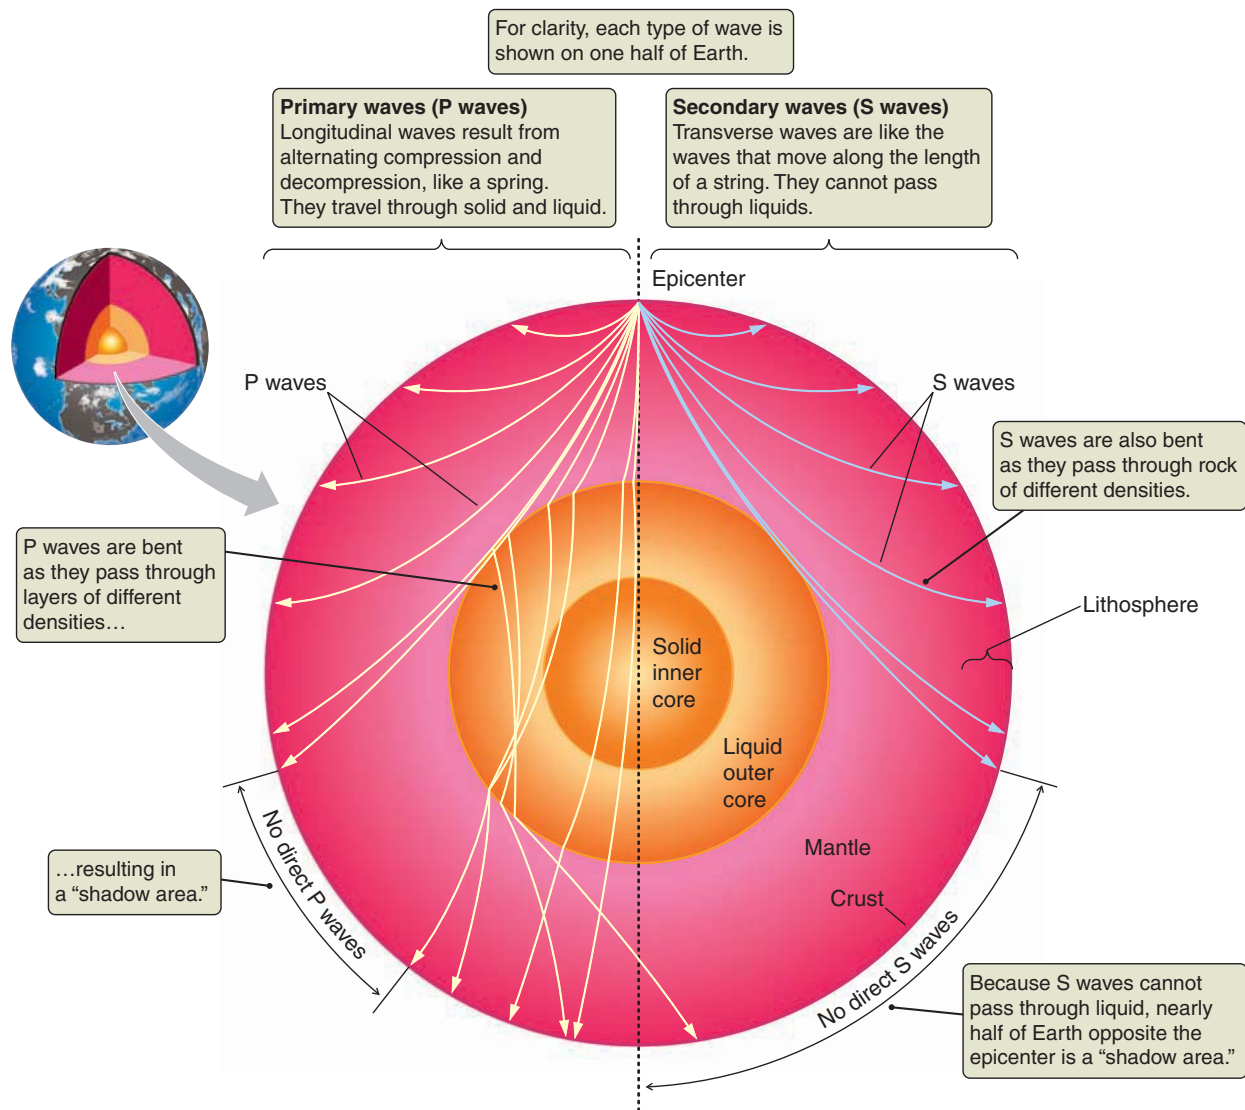 For clarity, each type of wave is
shown on one half of Earth.
Primary waves (P waves)
Longitudinal waves result from
alternating compression and
decompression, like a spring.
They travel through solid and liquid.
Secondary waves (S waves)
Transverse waves are like the
waves that move along the length
of a string. They cannot pass
through liquids.
Epicenter
P waves
S waves
S waves are also bent
as they pass through rock
of different densities.
P waves are bent
as they pass through
layers of different
densities…
Lithosphere
Solid
inner
core
Liquid
outer
core
Mantle
Crust
…resulting in
a “shadow area.”
No direct P waves
No direct S waves
Because S waves cannot
pass through liquid, nearly
half of Earth opposite the
epicenter is a “shadow area.”